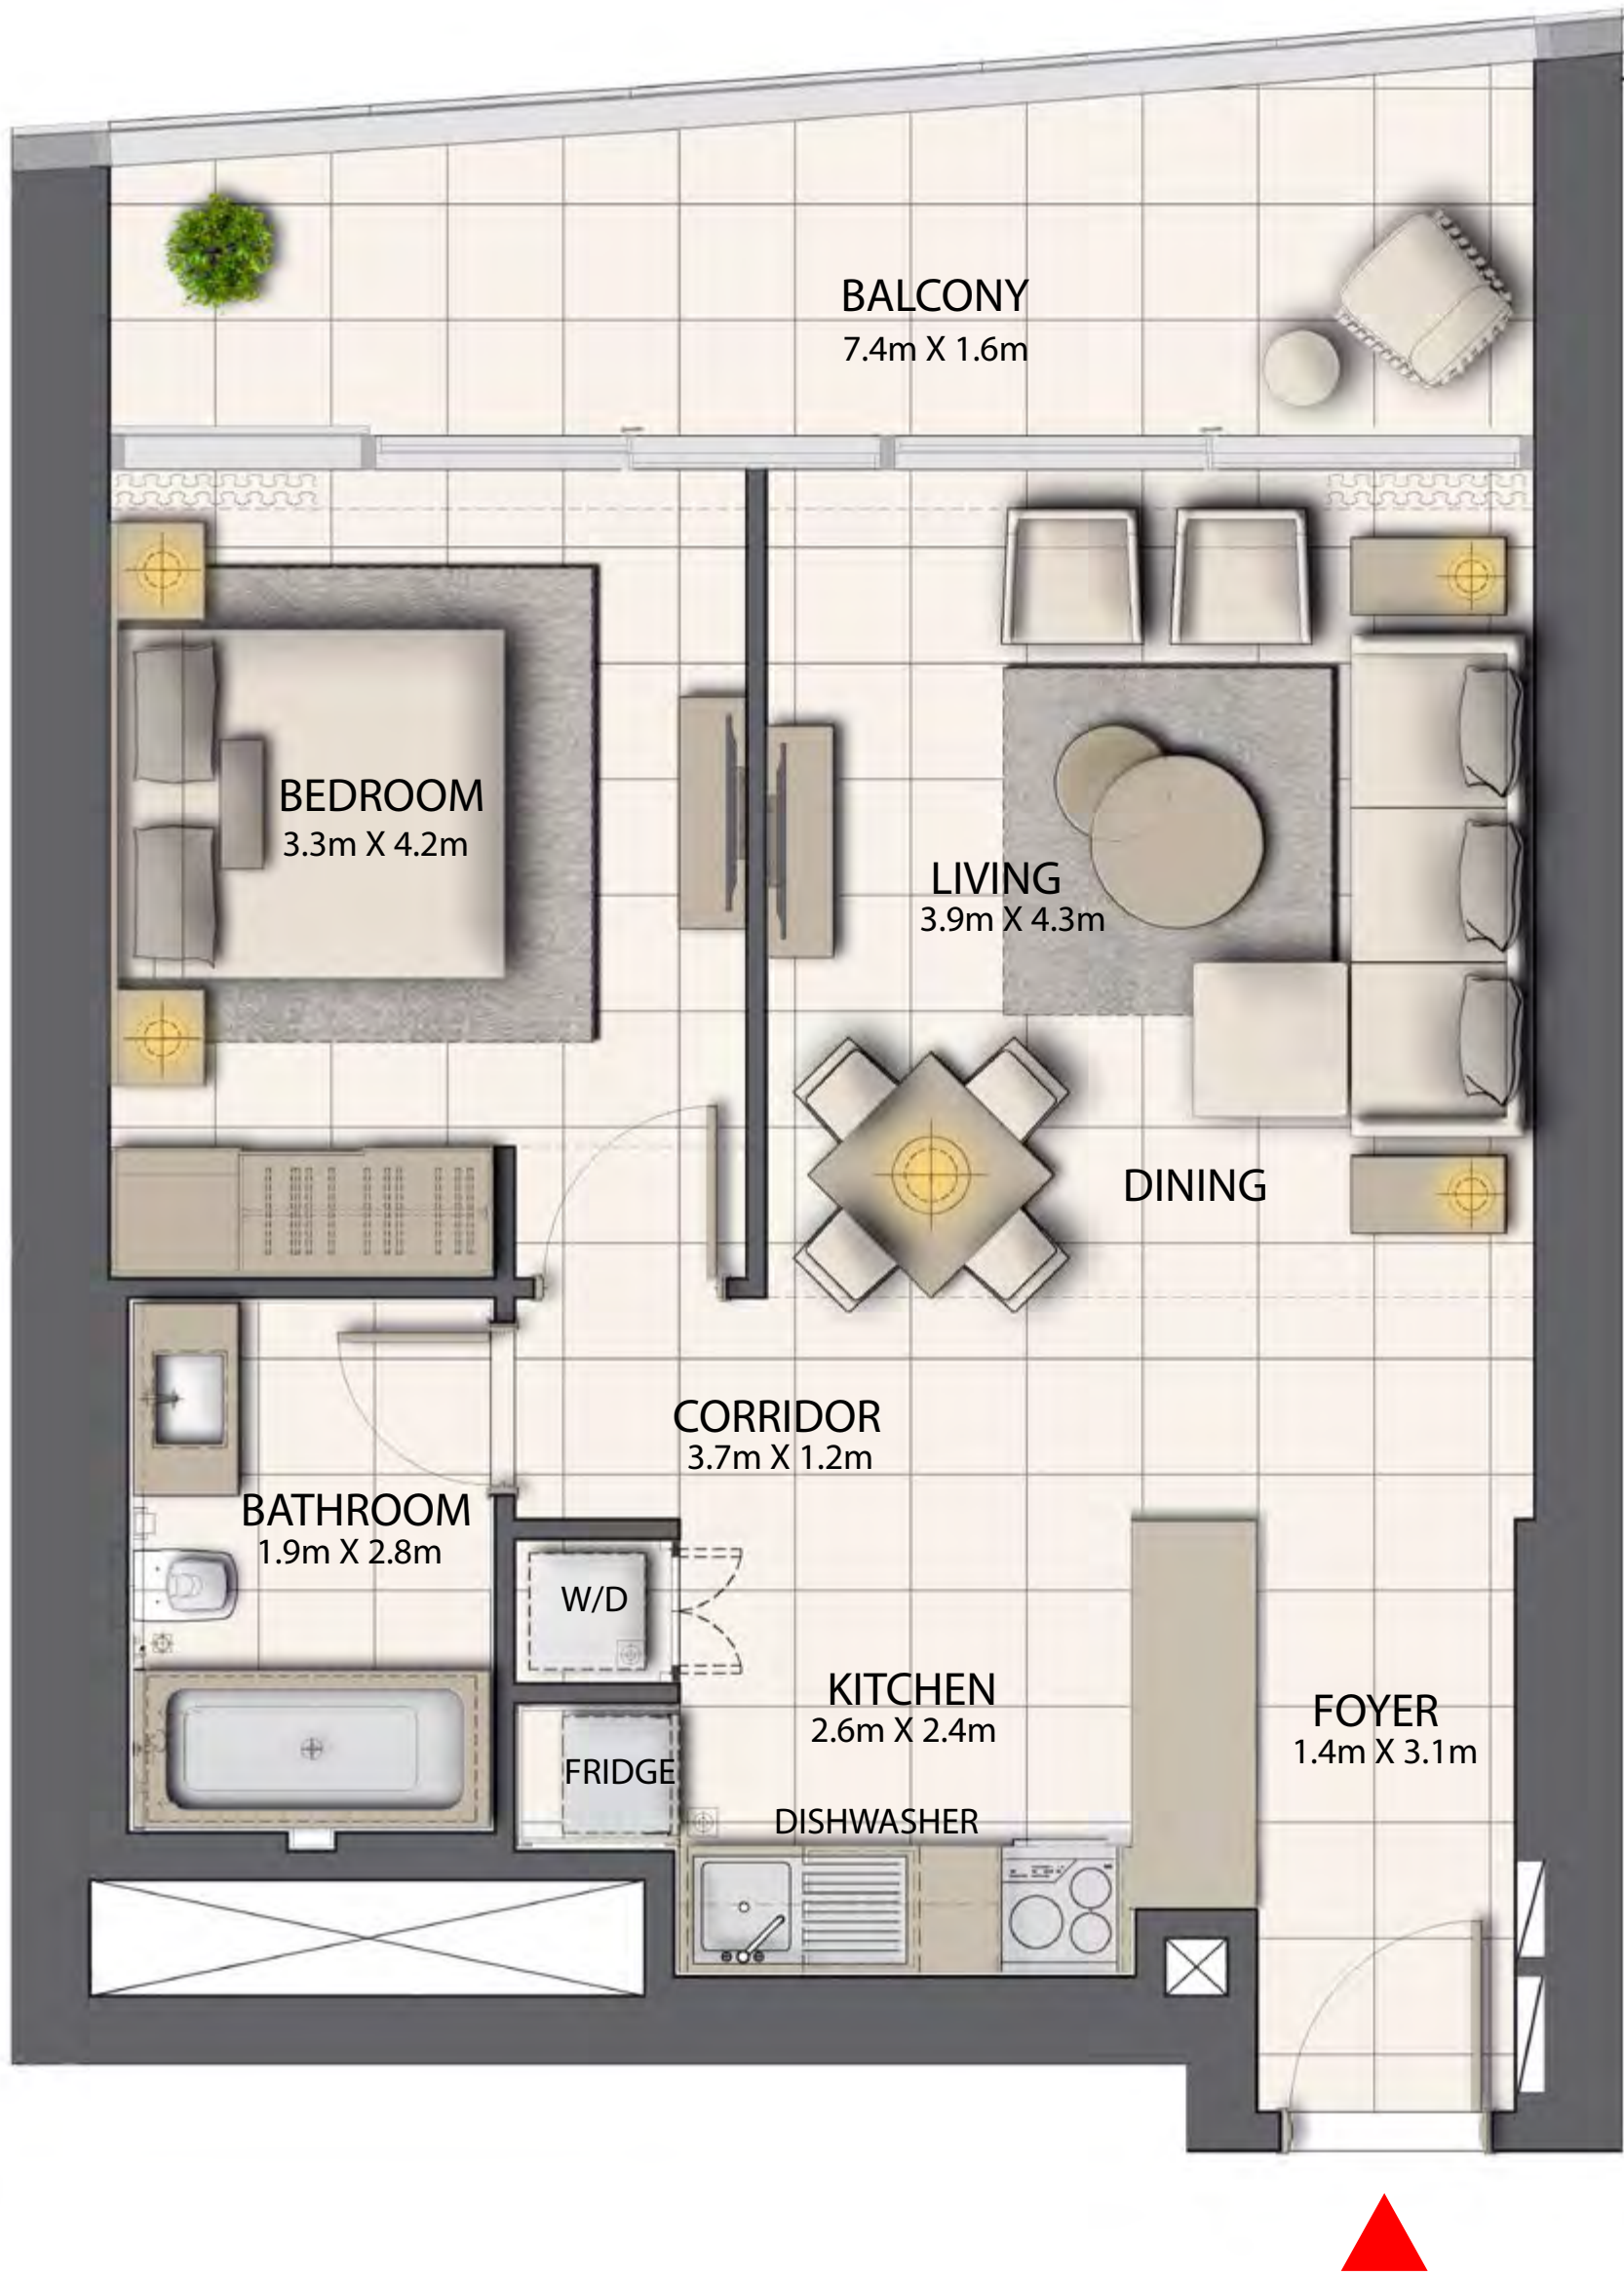 BALCONY
7.4m X 1.6m
BEDROOM
3.3m X 4.2m
LIVING
3.9m X 4.3m
DINING
CORRIDOR
3.7m X 1.2m
BATHROOM
1.9m X 2.8m
W/D
KITCHEN
2.6m X 2.4m
FOYER
1.4m X 3.1m
FRIDGE
DISHWASHER